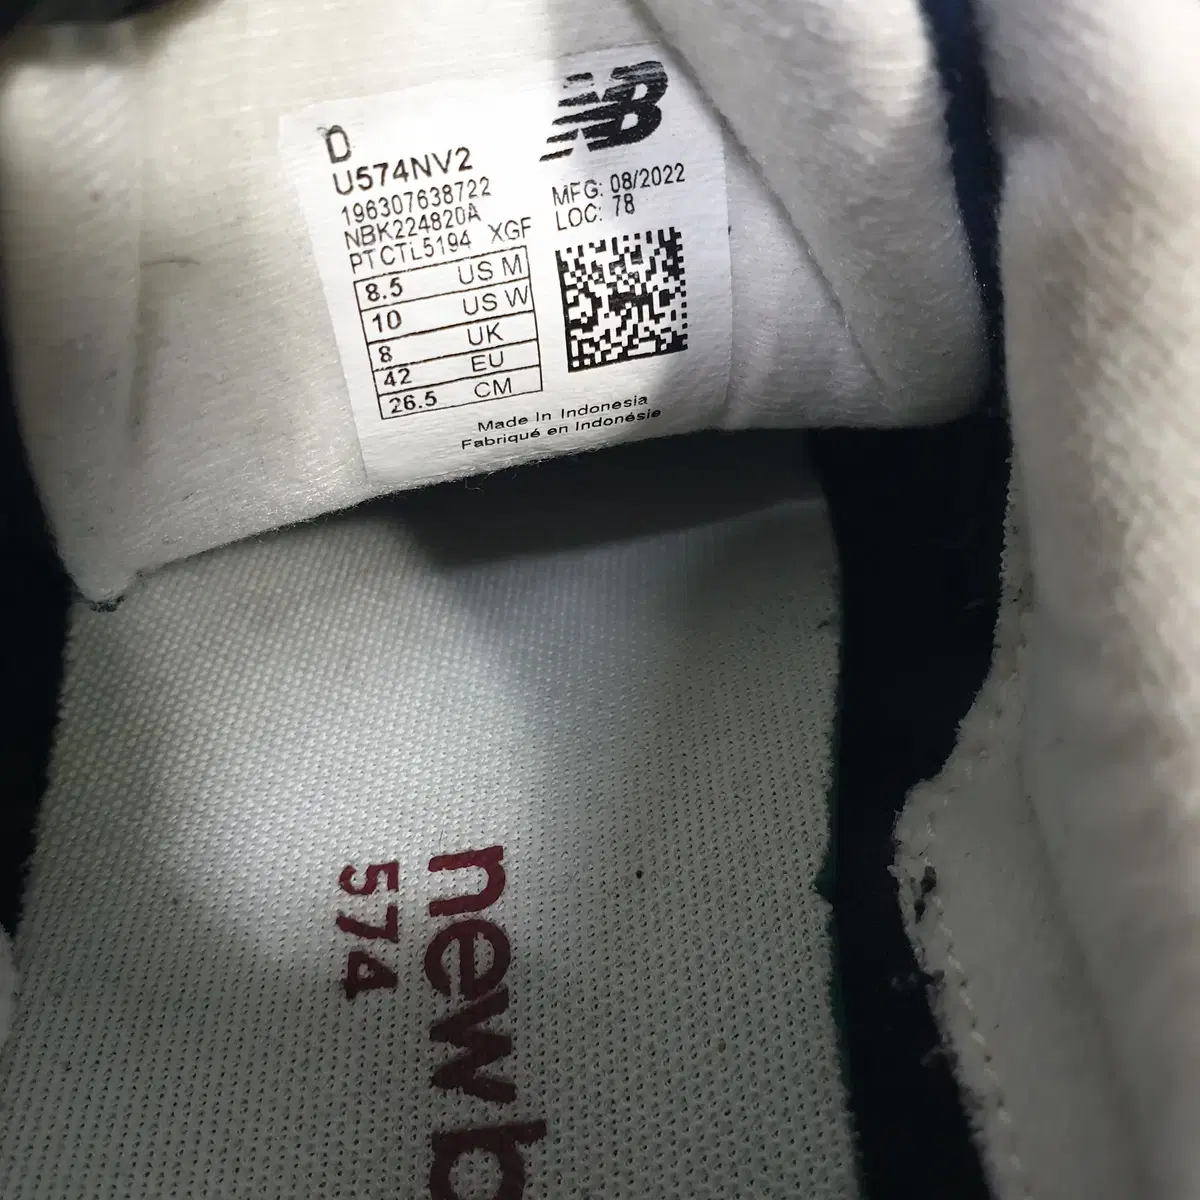 D
U574NV2
196307638722
NBK224820A
PTCTL5194 XGF
8.5 US M
10 US W
8 UK
42 EU
26.5 CM
NB
MFG: 08/2022
LOC: 78
Made In Indonesia
Fabriqué en Indonésie
new b
574